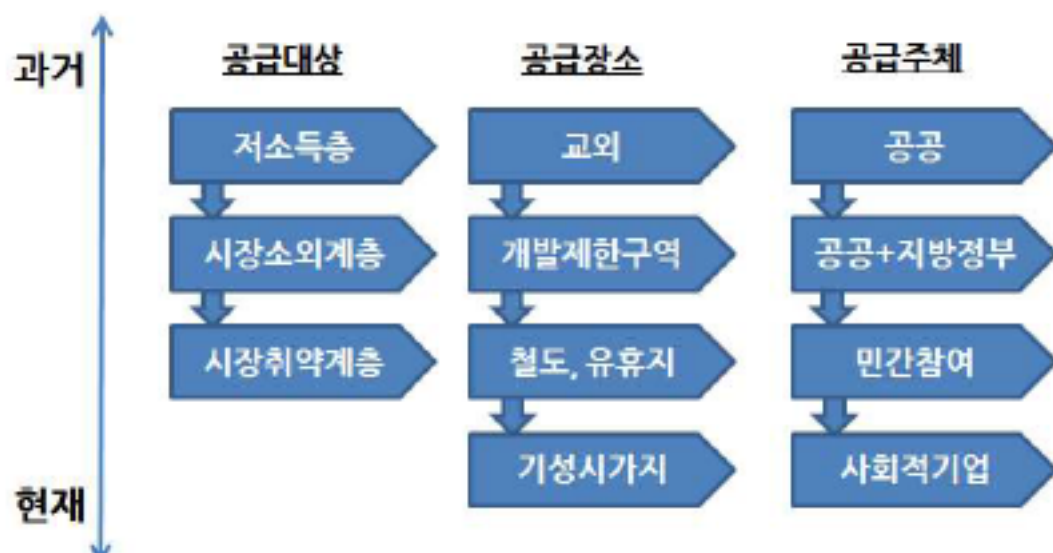 과거
공급대상
공급장소
공급주체
저소득층
교외
공공
시장소외계층
개발제한구역
공공+지방정부
시장취약계층
철도, 유휴지
민간참여
기성시가지
사회적기업
현재